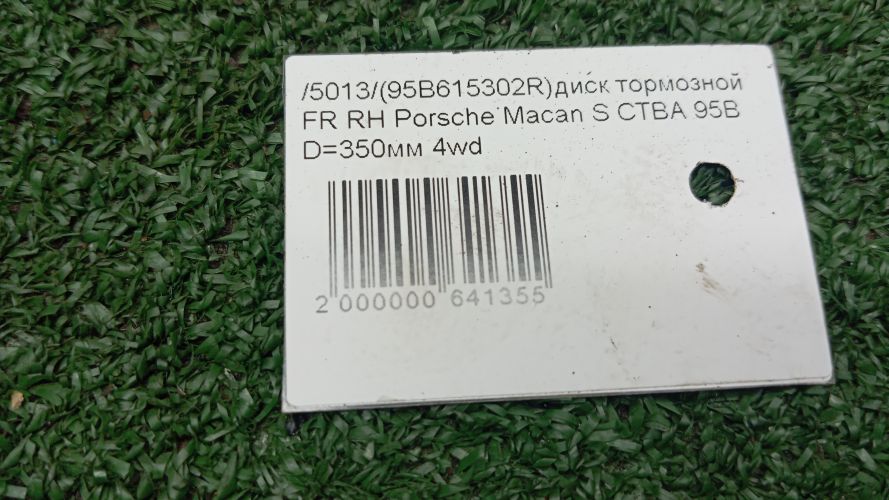 /5013/(95B615302R)диск тормозной
FR RH Porsche Macan S CTBA 95B
D=350мм 4wd
2 000000 641355